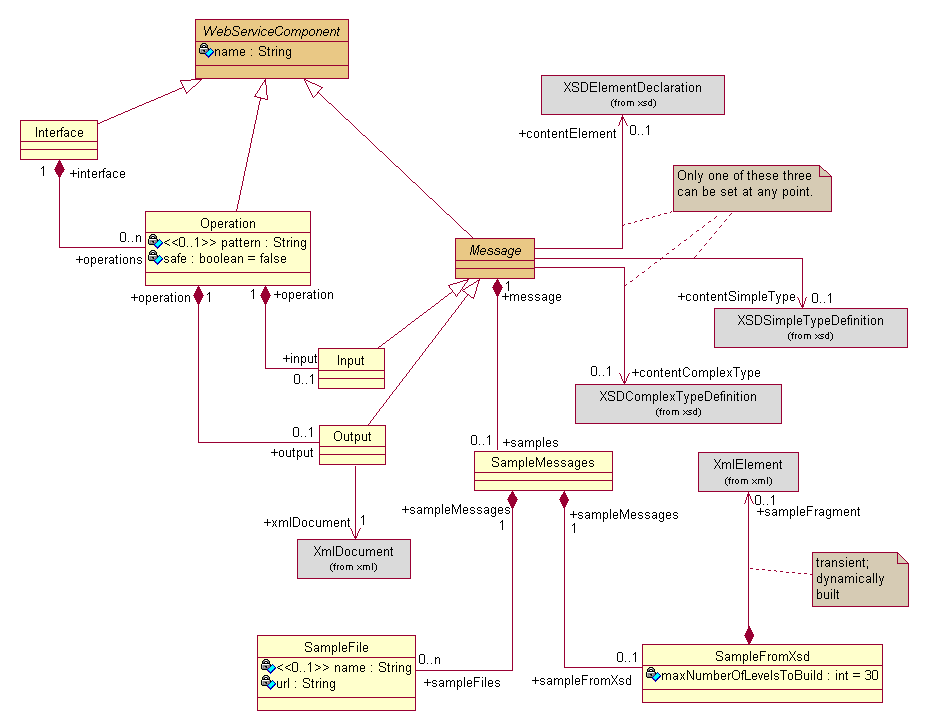 WebServiceComponent
name : String
XSDElementDeclaration
(from xsd)
+contentElement
0..1
Interface
1
+interface
Only one of these three
can be set at any point.
Operation
<<0..1>> pattern : String
safe : boolean = false
0..n
+operations
Message
1
+message
+operation
1
1
+operation
+contentSimpleType
0..1
XSDSimpleTypeDefinition
(from xsd)
+input
0..1
Input
0..1
+contentComplexType
XSDComplexTypeDefinition
(from xsd)
0..1
+output
Output
0..1
+samples
SampleMessages
XmlElement
(from xml)
0..1
+sampleFragment
+sampleMessages
1
+sampleMessages
1
+xmlDocument
1
XmlDocument
(from xml)
transient;
dynamically
built
SampleFile
<<0..1>> name : String
url : String
0..n
+sampleFiles
0..1
+sampleFromXsd
SampleFromXsd
maxNumberOfLevelsToBuild : int = 30